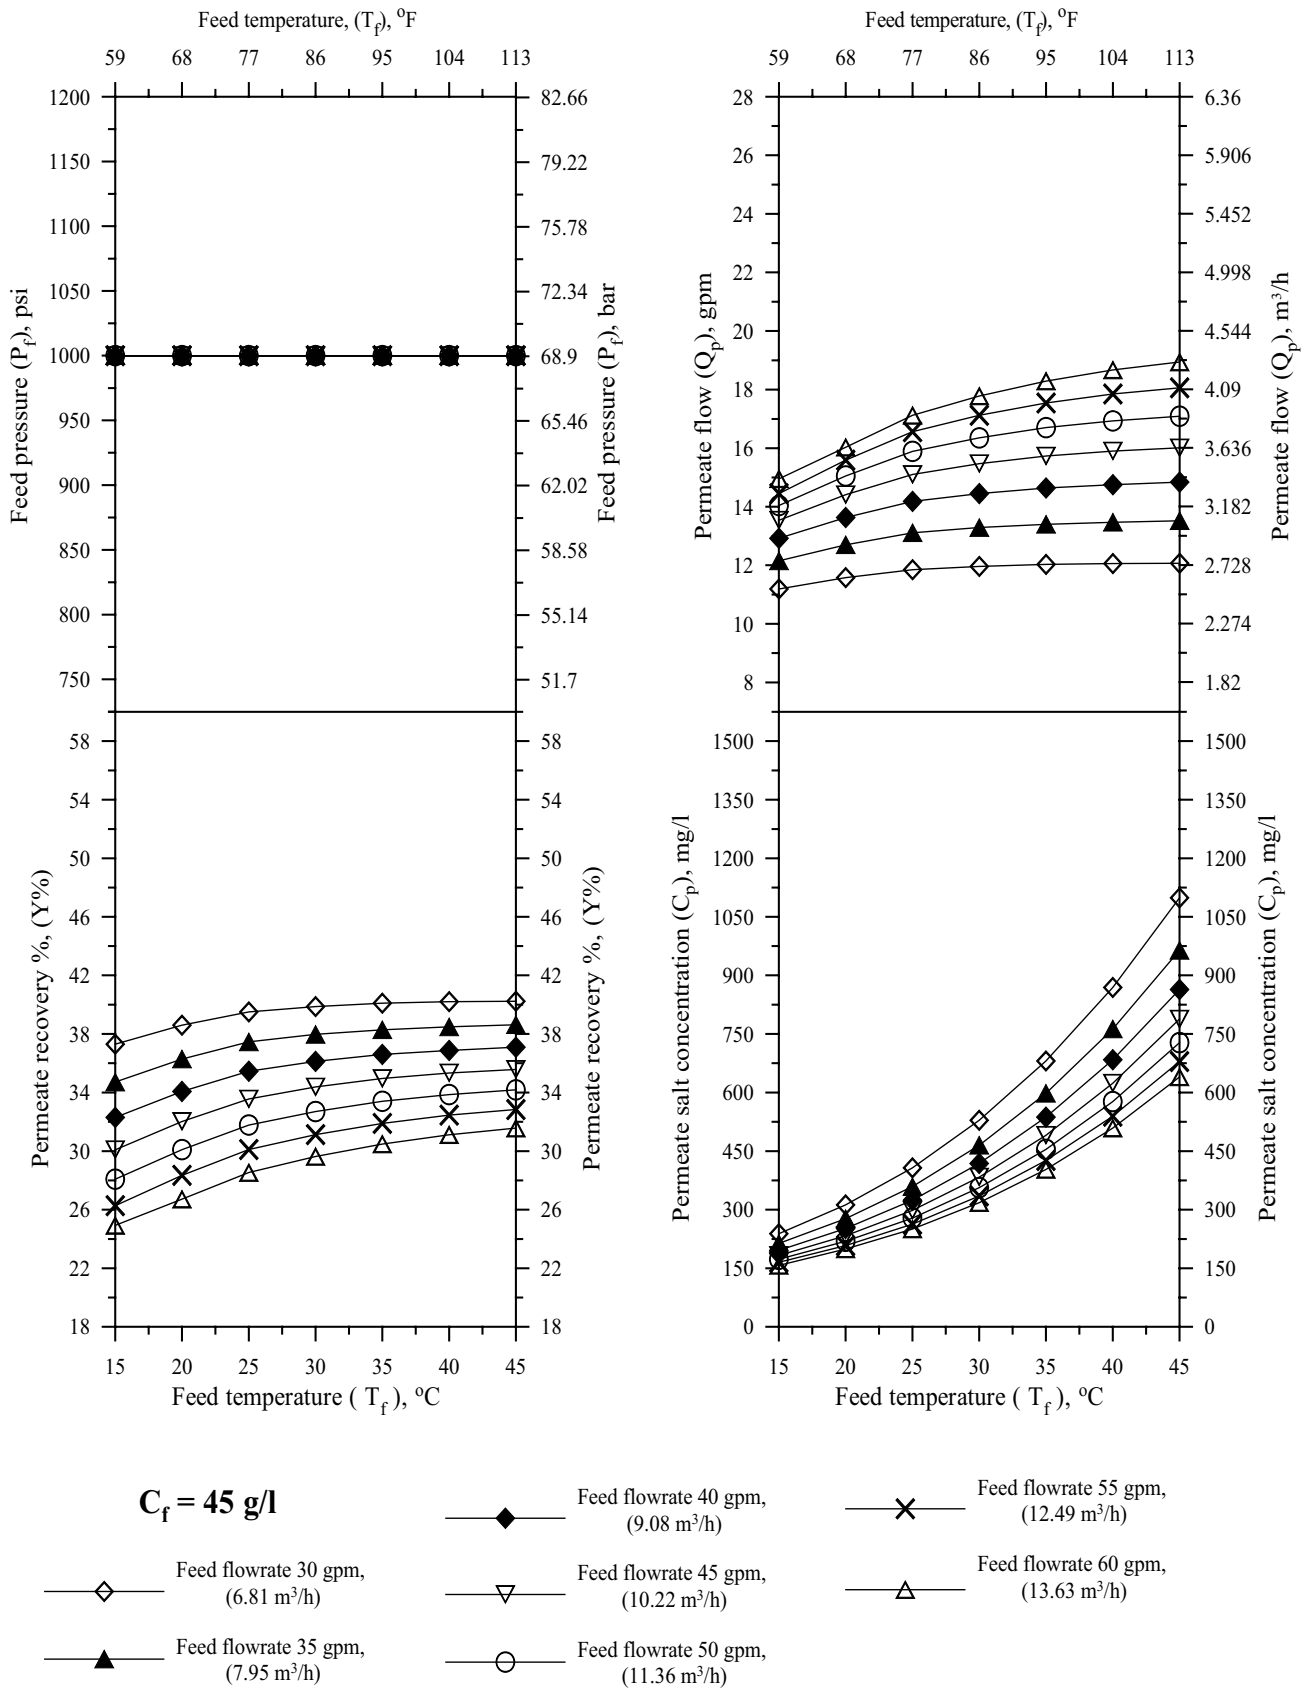 Feed temperature, (Tf), °F
59 68 77 86 95 104 113
1200
1150
1100
1050
1000
950
900
850
800
750
Feed pressure (Pf), psi
82.66
79.22
75.78
72.34
68.9
65.46
62.02
58.58
55.14
51.7
Feed pressure (Pf), bar
58
54
50
46
42
38
34
30
26
22
18
Permeate recovery %, (Y%)
58
54
50
46
42
38
34
30
26
22
18
Permeate recovery %, (Y%)
15 20 25 30 35 40 45
Feed temperature ( Tf ), °C
Feed temperature, (Tf), °F
59 68 77 86 95 104 113
28
26
24
22
20
18
16
14
12
10
8
Permeate flow (Qp), gpm
6.36
5.906
5.452
4.998
4.544
4.09
3.636
3.182
2.728
2.274
1.82
Permeate flow (Qp), m³/h
1500
1350
1200
1050
900
750
600
450
300
150
0
Permeate salt concentration (Cp), mg/l
1500
1350
1200
1050
900
750
600
450
300
150
0
Permeate salt concentration (Cp), mg/l
15 20 25 30 35 40 45
Feed temperature ( Tf ), °C
Cf = 45 g/l
Feed flowrate 30 gpm,
(6.81 m³/h)
Feed flowrate 35 gpm,
(7.95 m³/h)
Feed flowrate 40 gpm,
(9.08 m³/h)
Feed flowrate 45 gpm,
(10.22 m³/h)
Feed flowrate 50 gpm,
(11.36 m³/h)
Feed flowrate 55 gpm,
(12.49 m³/h)
Feed flowrate 60 gpm,
(13.63 m³/h)